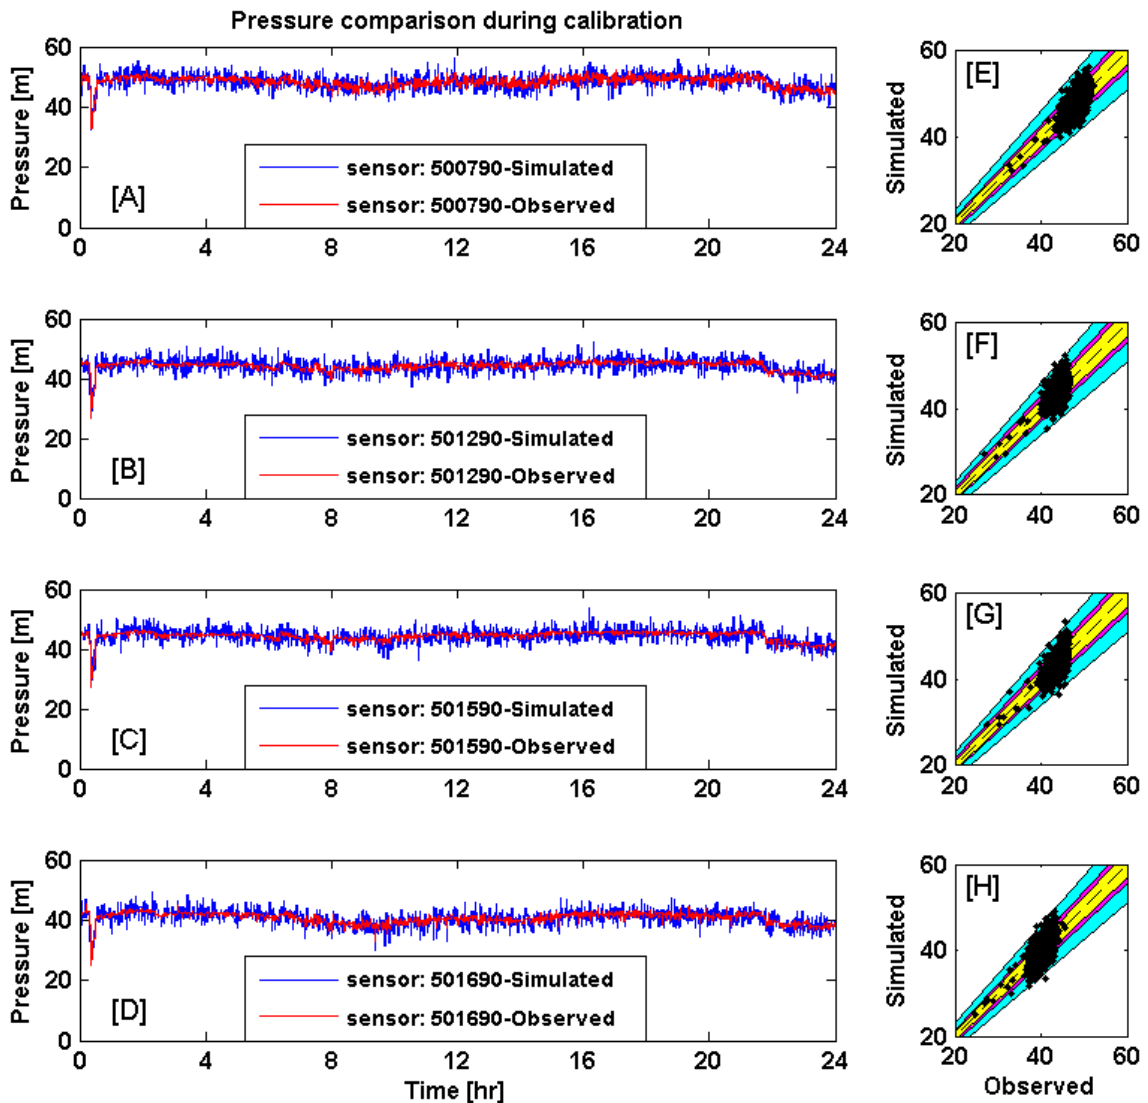 Pressure comparison during calibration
Pressure [m]
60
40
20
0
[A]
sensor: 500790-Simulated
sensor: 500790-Observed
0 4 8 12 16 20 24
Simulated
60
40
20
[E]
20 40 60
Pressure [m]
60
40
20
0
[B]
sensor: 501290-Simulated
sensor: 501290-Observed
0 4 8 12 16 20 24
Simulated
60
40
20
[F]
20 40 60
Pressure [m]
60
40
20
0
[C]
sensor: 501590-Simulated
sensor: 501590-Observed
0 4 8 12 16 20 24
Simulated
60
40
20
[G]
20 40 60
Pressure [m]
60
40
20
0
[D]
sensor: 501690-Simulated
sensor: 501690-Observed
0 4 8 12 16 20 24
Time [hr]
Simulated
60
40
20
[H]
20 40 60
Observed